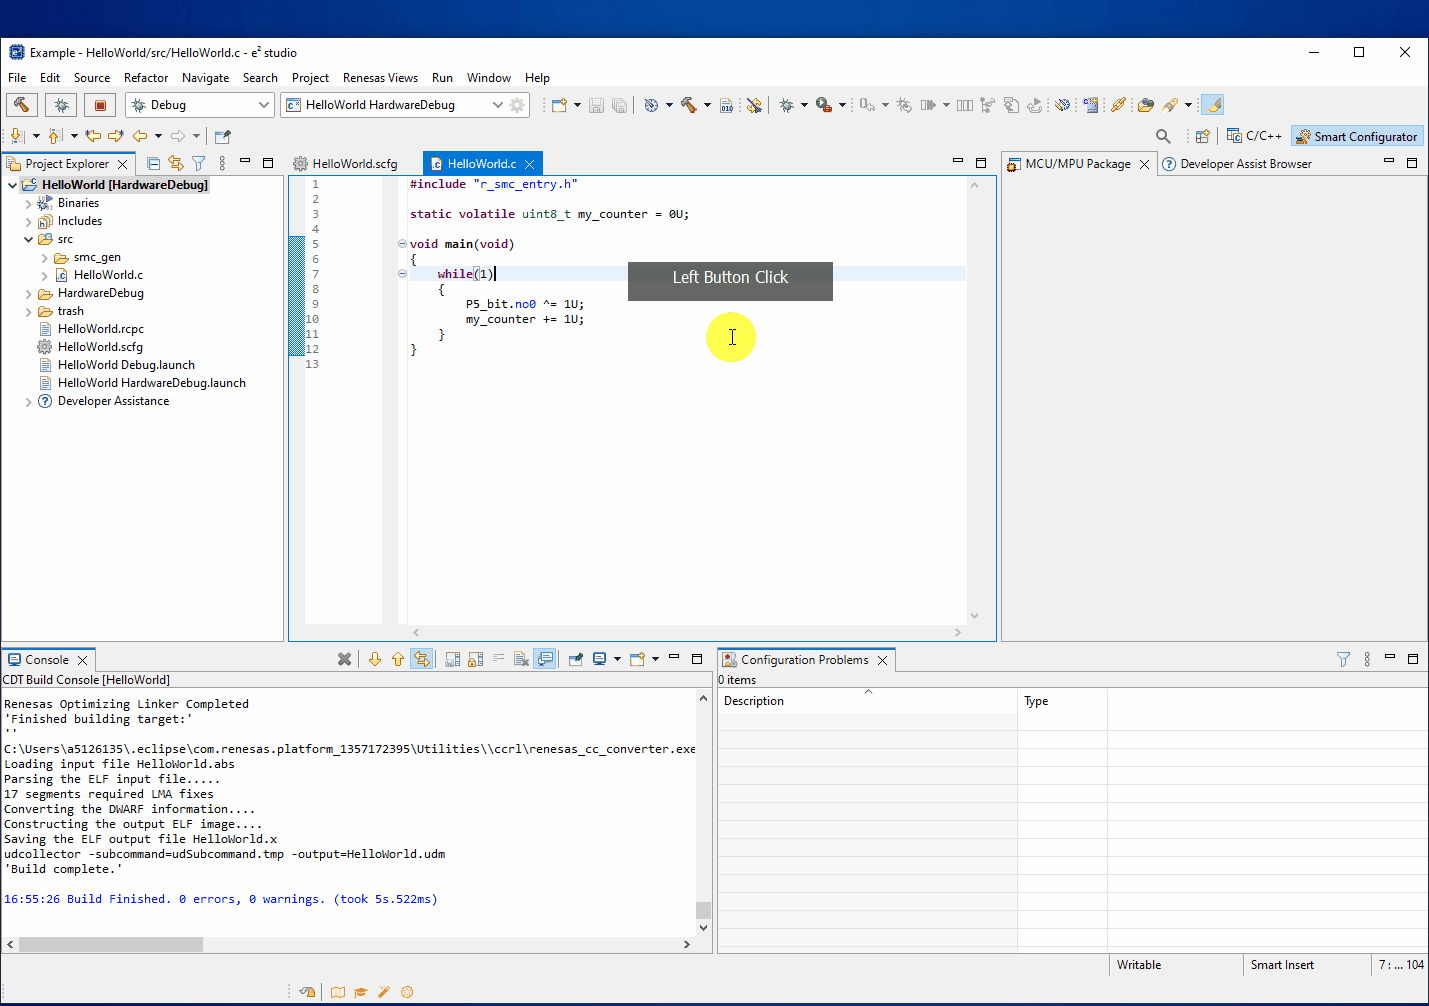 Example - HelloWorld/src/HelloWorld.c - e² studio
File Edit Source Refactor Navigate Search Project Renesas Views Run Window Help
Debug
HelloWorld HardwareDebug
C/C++
Smart Configurator
Project Explorer
HelloWorld [HardwareDebug]
Binaries
Includes
src
smc_gen
HelloWorld.c
HardwareDebug
trash
HelloWorld.rcpc
HelloWorld.scfg
HelloWorld Debug.launch
HelloWorld HardwareDebug.launch
Developer Assistance
HelloWorld.scfg
HelloWorld.c
1 #include "r_smc_entry.h"
2
3 static volatile uint8_t my_counter = 0U;
4
5 void main(void)
6 {
7 while(1)
8 {
9 P5_bit.no0 ^= 1U;
10 my_counter += 1U;
11 }
12 }
13
Left Button Click
MCU/MPU Package
Developer Assist Browser
Console
CDT Build Console [HelloWorld]
Renesas Optimizing Linker Completed
'Finished building target:'
''
C:\Users\a5126135\.eclipse\com.renesas.platform_1357172395\Utilities\\ccrl\renesas_cc_converter.exe
Loading input file HelloWorld.abs
Parsing the ELF input file.....
17 segments required LMA fixes
Converting the DWARF information....
Constructing the output ELF image....
Saving the ELF output file HelloWorld.x
udcollector -subcommand=udSubcommand.tmp -output=HelloWorld.udm
'Build complete.'
16:55:26 Build Finished. 0 errors, 0 warnings. (took 5s.522ms)
Configuration Problems
0 items
Description Type
Writable Smart Insert 7 : ... 104